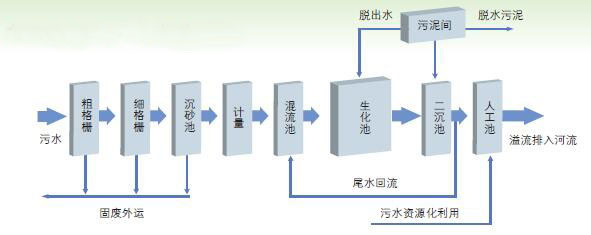 脱出水
污泥间
脱水污泥
污水
粗格栅
细格栅
沉砂池
计量
混流池
生化池
二沉池
人工池
溢流排入河流
尾水回流
固废外运
污水资源化利用